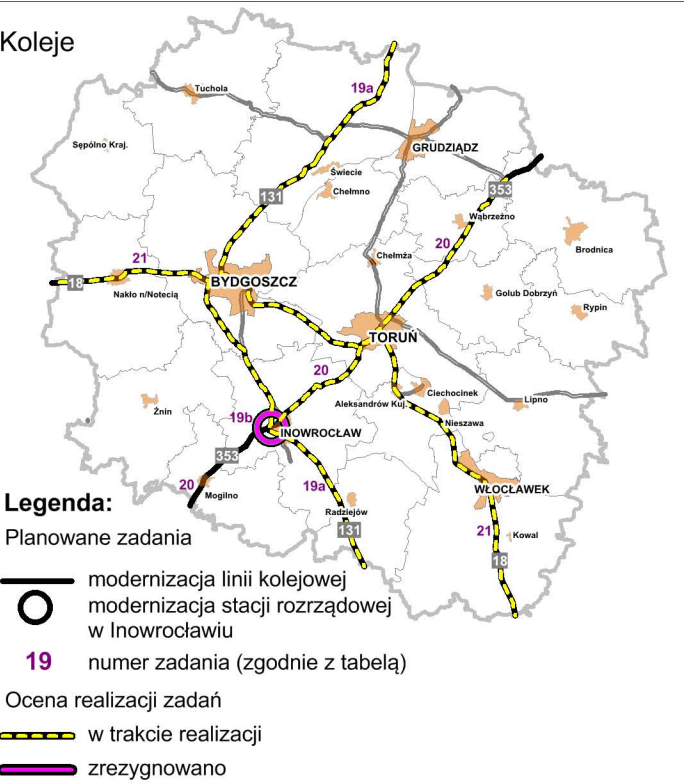 Koleje
19a
Tuchola
GRUDZIĄDZ
Sępólno Kraj.
Świecie
Chełmno
131
353
Wąbrzeźno
20
Brodnica
21
Chełmża
18
BYDGOSZCZ
Nakło n/Notecią
Golub Dobrzyń
Rypin
TORUŃ
20
Ciechocinek
Aleksandrów Kuj.
Lipno
Żnin
19b
Nieszawa
INOWROCŁAW
353
20
19a
WŁOCŁAWEK
Mogilno
Radziejów
131
21
Kowal
18
Legenda:
Planowane zadania
modernizacja linii kolejowej
modernizacja stacji rozrządowej
w Inowrocławiu
19 numer zadania (zgodnie z tabelą)
Ocena realizacji zadań
w trakcie realizacji
zrezygnowano